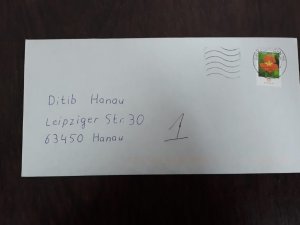 Ditib Hanau
Leipziger Str. 30
63450 Hanau
1